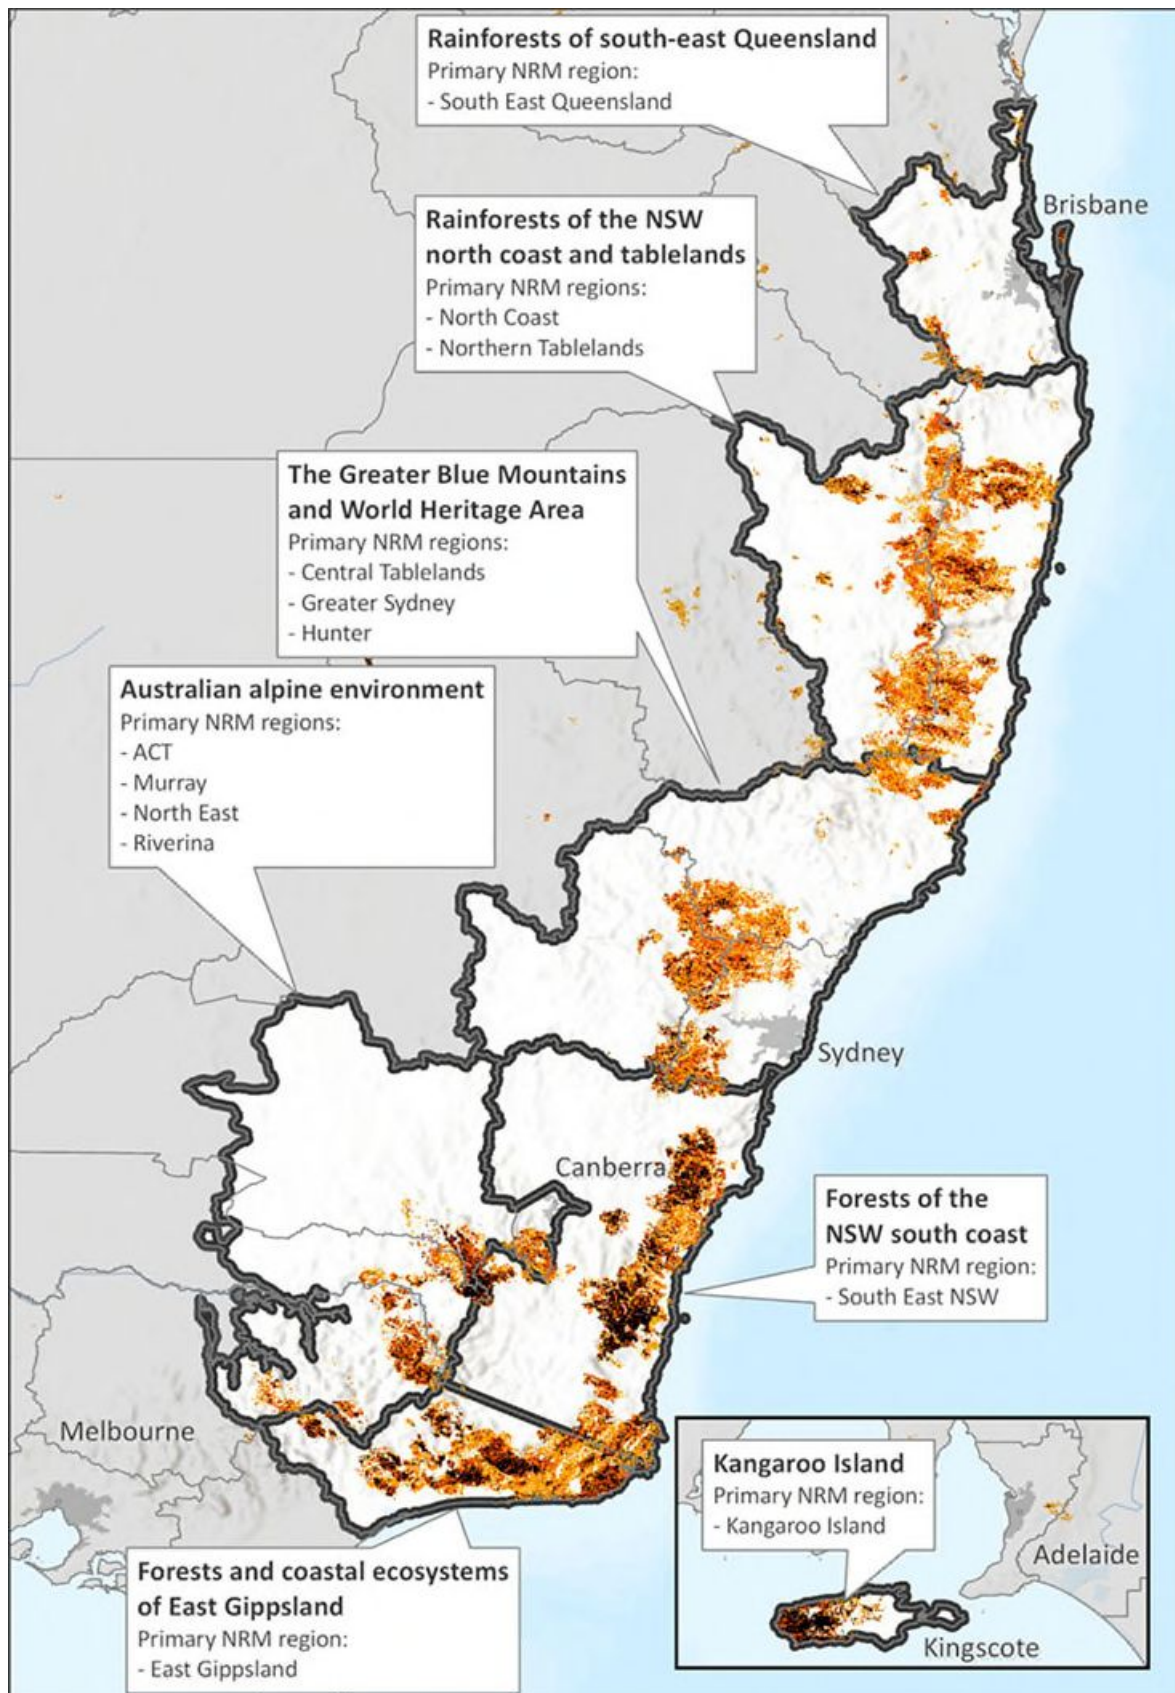 Rainforests of south-east Queensland
Primary NRM region:
- South East Queensland
Brisbane
Rainforests of the NSW
north coast and tablelands
Primary NRM regions:
- North Coast
- Northern Tablelands
The Greater Blue Mountains
and World Heritage Area
Primary NRM regions:
- Central Tablelands
- Greater Sydney
- Hunter
Australian alpine environment
Primary NRM regions:
- ACT
- Murray
- North East
- Riverina
Sydney
Canberra
Forests of the
NSW south coast
Primary NRM region:
- South East NSW
Melbourne
Kangaroo Island
Primary NRM region:
- Kangaroo Island
Adelaide
Kingscote
Forests and coastal ecosystems
of East Gippsland
Primary NRM region:
- East Gippsland